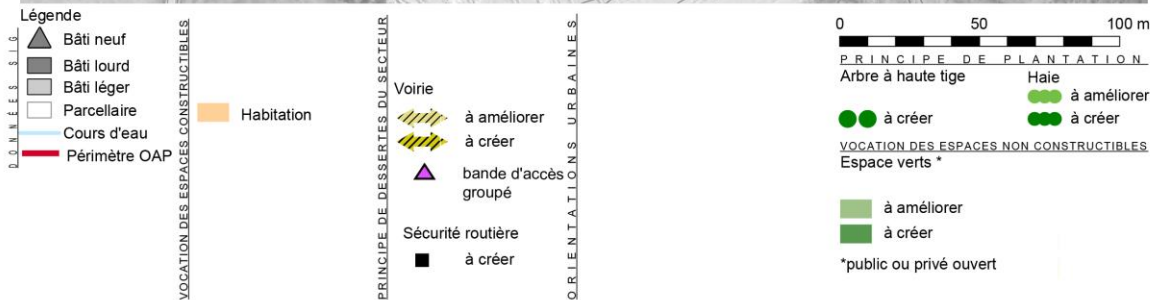 Légende
DONNÉES SIG
Bâti neuf
Bâti lourd
Bâti léger
Parcellaire
Cours d'eau
Périmètre OAP
VOCATION DES ESPACES CONSTRUCTIBLES
Habitation
PRINCIPE DE DESSERTES DU SECTEUR
Voirie
à améliorer
à créer
bande d'accès
groupé
Sécurité routière
à créer
ORIENTATIONS URBAINES
0 50 100 m
PRINCIPE DE PLANTATION
Arbre à haute tige Haie
à améliorer
à créer à créer
VOCATION DES ESPACES NON CONSTRUCTIBLES
Espace verts *
à améliorer
à créer
*public ou privé ouvert